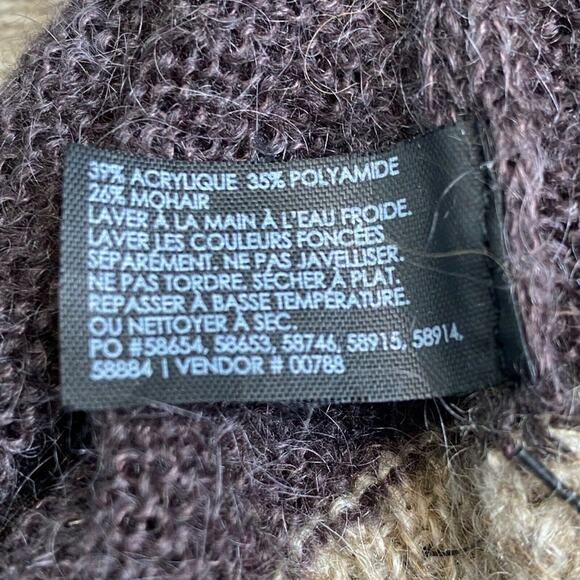 39% ACRYLIQUE 35% POLYAMIDE
26% MOHAIR
LAVER À LA MAIN À L'EAU FROIDE.
LAVER LES COULEURS FONCÉES
SÉPARÉMENT. NE PAS JAVELLISER.
NE PAS TORDRE. SÉCHER À PLAT.
REPASSER À BASSE TEMPÉRATURE.
OU NETTOYER À SEC.
PO #58654, 58653, 58746, 58915, 58914,
58884 | VENDOR # 00788